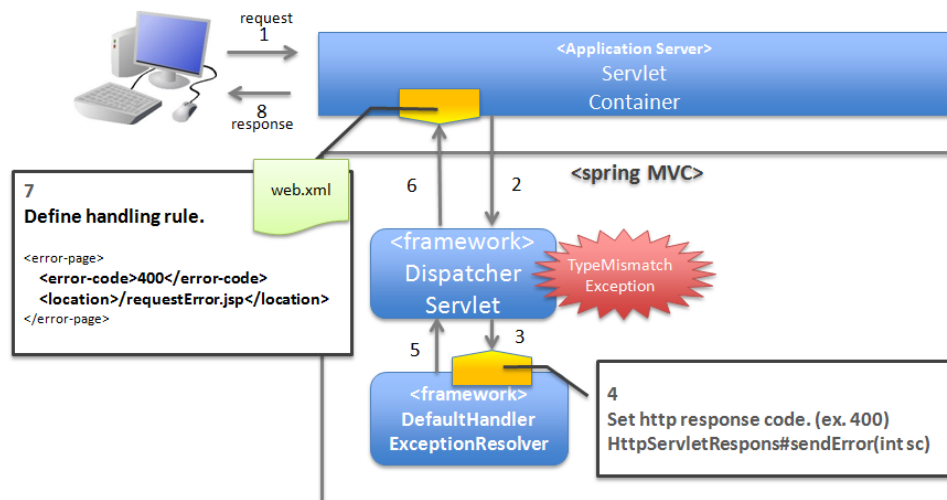 request
1
8
response
<Application Server>
Servlet
Container
<spring MVC>
6
2
7
Define handling rule.
<error-page>
<error-code>400</error-code>
<location>/requestError.jsp</location>
</error-page>
web.xml
<framework>
Dispatcher
Servlet
TypeMismatch
Exception
5
3
<framework>
DefaultHandler
ExceptionResolver
4
Set http response code. (ex. 400)
HttpServletRespons#sendError(int sc)